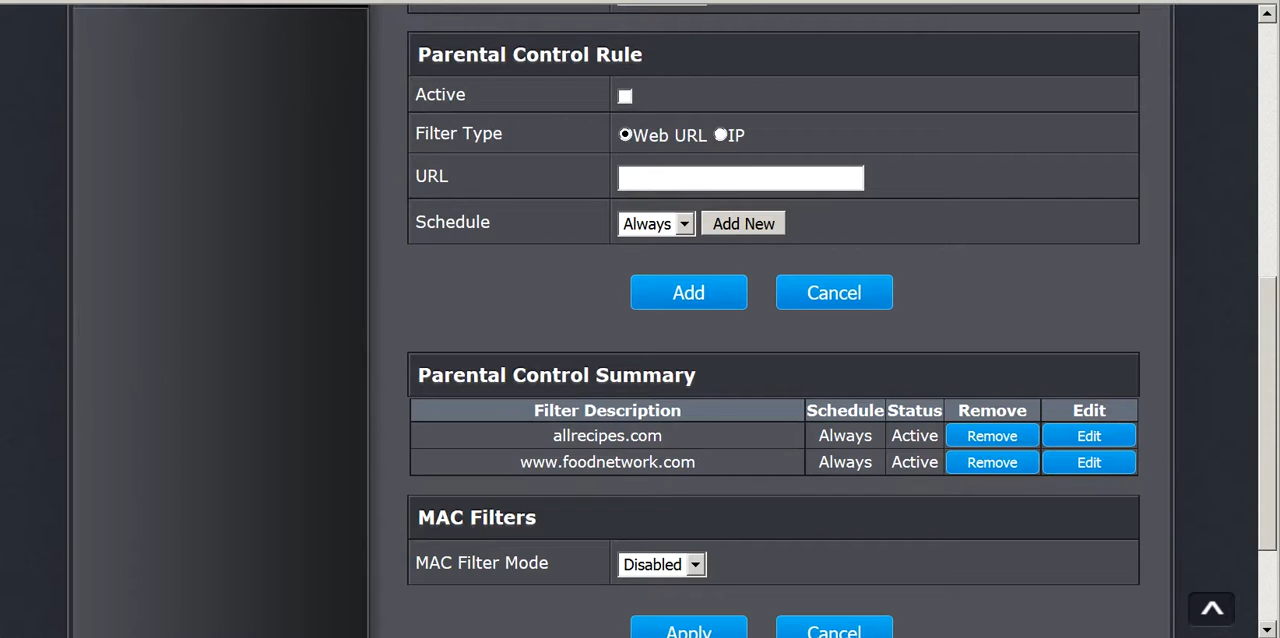 Parental Control Rule
Active
Filter Type Web URL IP
URL
Schedule Always Add New
Add Cancel
Parental Control Summary
Filter Description Schedule Status Remove Edit
allrecipes.com Always Active Remove Edit
www.foodnetwork.com Always Active Remove Edit
MAC Filters
MAC Filter Mode Disabled
Apply Cancel